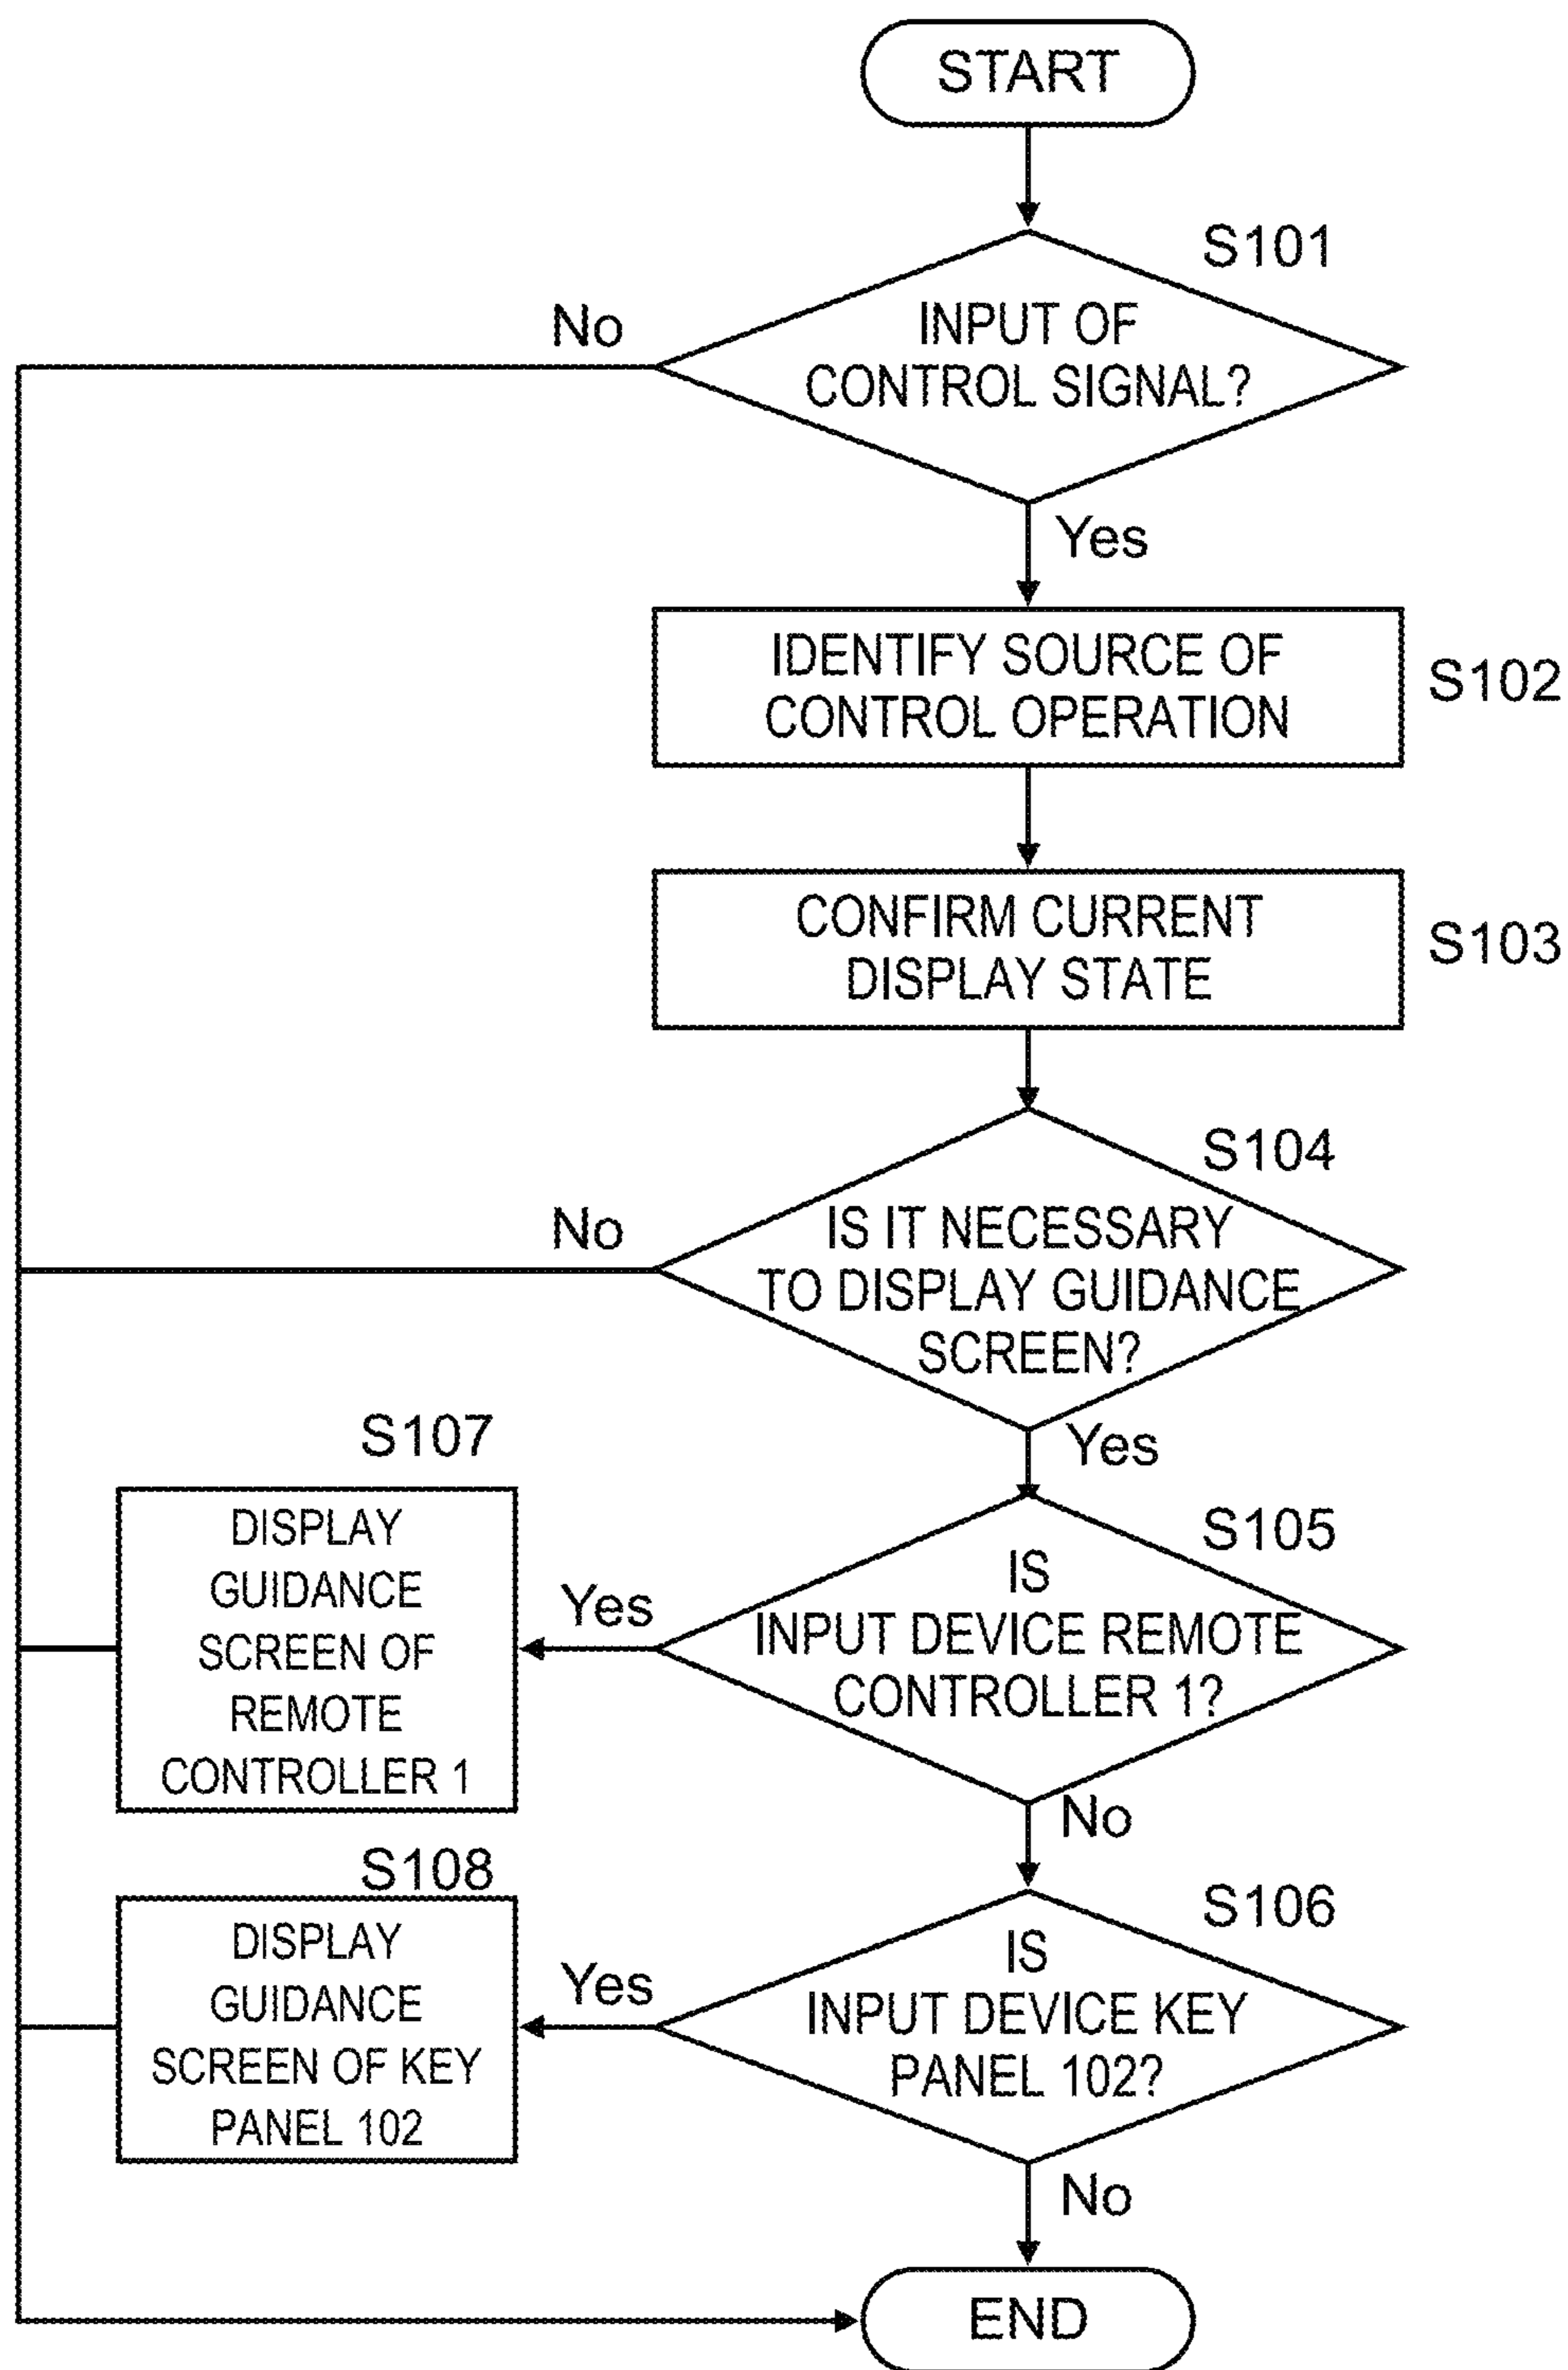 START
S101
INPUT OF
CONTROL SIGNAL?
No
Yes
IDENTIFY SOURCE OF
CONTROL OPERATION
S102
CONFIRM CURRENT
DISPLAY STATE
S103
S104
IS IT NECESSARY
TO DISPLAY GUIDANCE
SCREEN?
No
Yes
S105
IS
INPUT DEVICE REMOTE
CONTROLLER 1?
Yes
S107
DISPLAY
GUIDANCE
SCREEN OF
REMOTE
CONTROLLER 1
No
S106
IS
INPUT DEVICE KEY
PANEL 102?
Yes
S108
DISPLAY
GUIDANCE
SCREEN OF KEY
PANEL 102
No
END